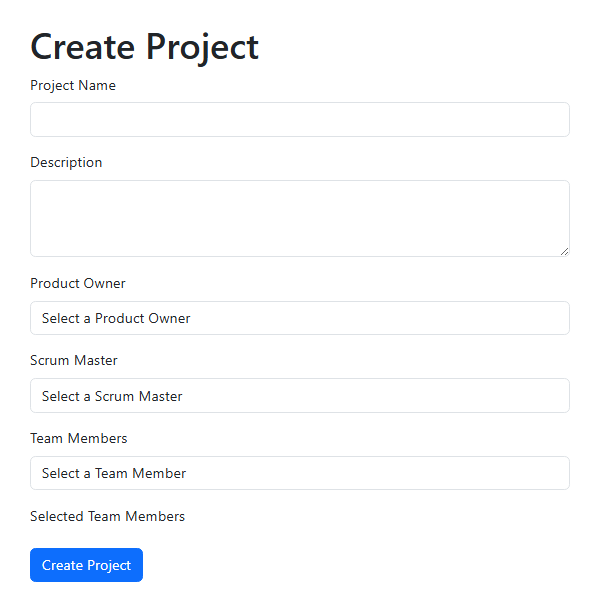 Create Project
Project Name
Description
Product Owner
Select a Product Owner
Scrum Master
Select a Scrum Master
Team Members
Select a Team Member
Selected Team Members
Create Project